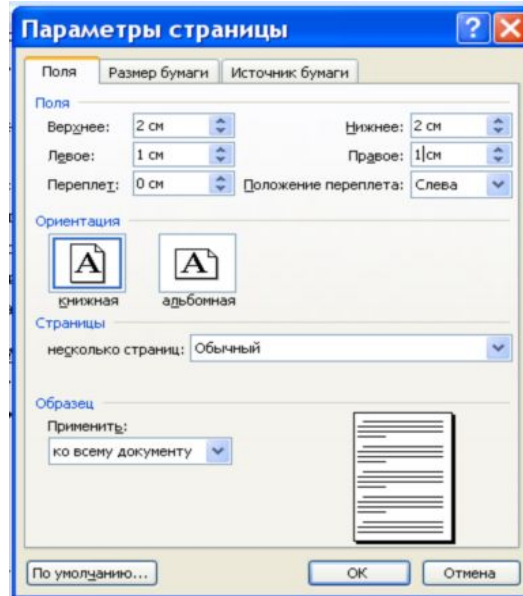 Параметры страницы
Поля Размер бумаги Источник бумаги
Поля
Верхнее: 2 см Нижнее: 2 см
Левое: 1 см Правое: 1 см
Переплет: 0 см Положение переплета: Слева
Ориентация
A A
книжная альбомная
Страницы
несколько страниц: Обычный
Образец
Применить:
ко всему документу
По умолчанию... ОК Отмена